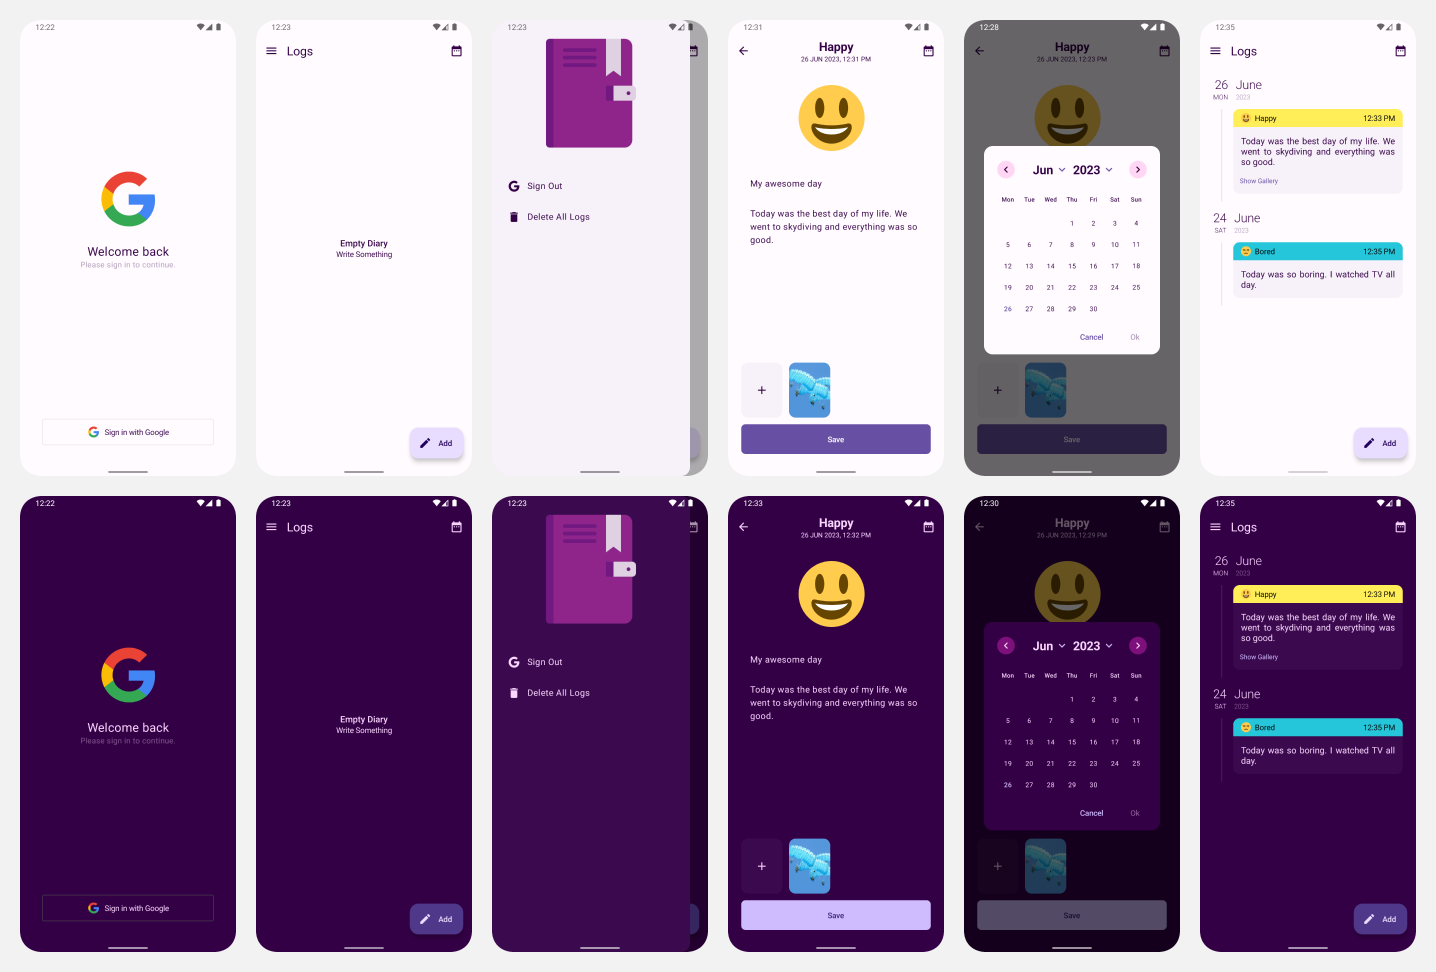 12:22
Welcome back
Please sign in to continue.
Sign in with Google
12:23
Logs
Empty Diary
Write Something
Add
12:23
Sign Out
Delete All Logs
12:31
Happy
26 JUN 2023, 12:31 PM
My awesome day
Today was the best day of my life. We
went to skydiving and everything was so
good.
+
Save
12:28
Happy
26 JUN 2023, 12:25 PM
Jun 2023
Mon Tue Wed Thu Fri Sat Sun
1 2 3 4
5 6 7 8 9 10 11
12 13 14 15 16 17 18
19 20 21 22 23 24 25
26 27 28 29 30
Cancel Ok
+
Save
12:35
Logs
26 June
MON 2023
Happy 12:33 PM
Today was the best day of my life. We
went to skydiving and everything was
so good.
Show Gallery
24 June
SAT 2023
Bored 12:35 PM
Today was so boring. I watched TV all
day.
Add
12:22
Welcome back
Please sign in to continue.
Sign in with Google
12:23
Logs
Empty Diary
Write Something
Add
12:23
Sign Out
Delete All Logs
12:33
Happy
26 JUN 2023, 12:32 PM
My awesome day
Today was the best day of my life. We
went to skydiving and everything was so
good.
+
Save
12:30
Happy
26 JUN 2023, 12:29 PM
Jun 2023
Mon Tue Wed Thu Fri Sat Sun
1 2 3 4
5 6 7 8 9 10 11
12 13 14 15 16 17 18
19 20 21 22 23 24 25
26 27 28 29 30
Cancel Ok
+
Save
12:35
Logs
26 June
MON 2023
Happy 12:33 PM
Today was the best day of my life. We
went to skydiving and everything was
so good.
Show Gallery
24 June
SAT 2023
Bored 12:35 PM
Today was so boring. I watched TV all
day.
Add